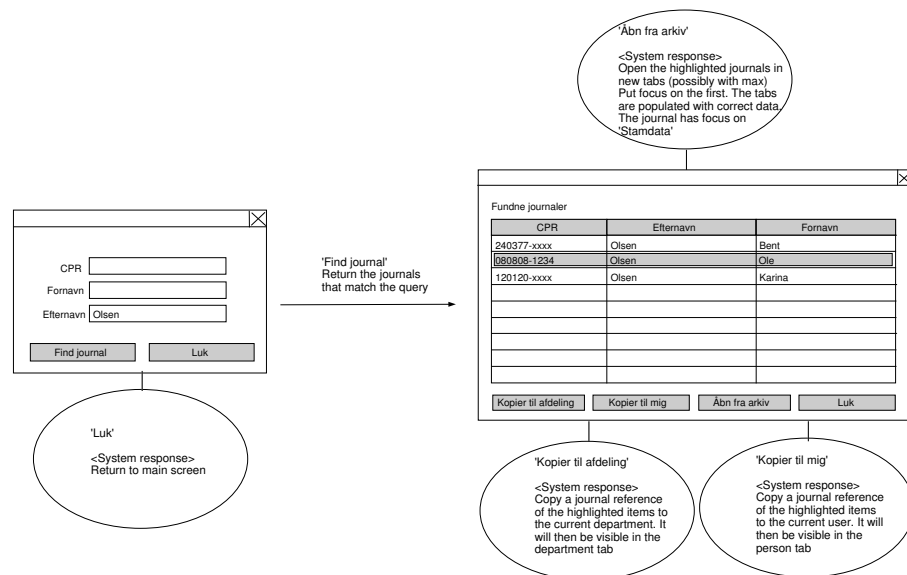 'Åbn fra arkiv'
<System response>
Open the highlighted journals in
new tabs (possibly with max)
Put focus on the first. The tabs
are populated with correct data.
The journal has focus on
'Stamdata'
CPR
Fornavn
Efternavn Olsen
Find journal Luk
'Luk'
<System response>
Return to main screen
'Find journal'
Return the journals
that match the query
Fundne journaler
CPR Efternavn Fornavn
240377-xxxx Olsen Bent
080808-1234 Olsen Ole
120120-xxxx Olsen Karina
Kopier til afdeling Kopier til mig Åbn fra arkiv Luk
'Kopier til afdeling'
<System response>
Copy a journal reference
of the highlighted items to
the current department. It
will then be visible in the
department tab
'Kopier til mig'
<System response>
Copy a journal reference
of the highlighted items
to the current user. It will
then be visible in the
person tab